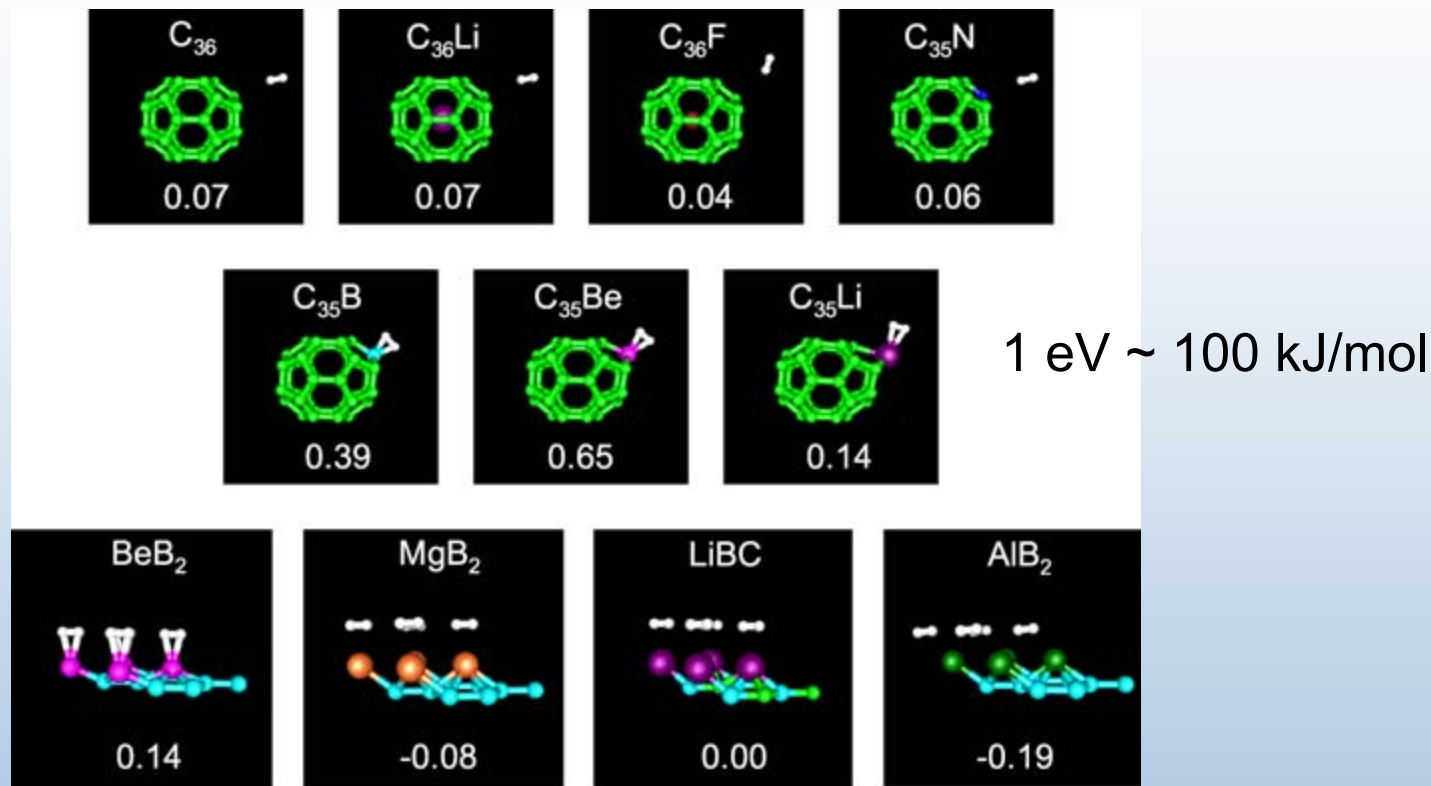 C₃₆ C₃₆Li C₃₆F C₃₅N
0.07 0.07 0.04 0.06
C₃₅B C₃₅Be C₃₅Li
1 eV ~ 100 kJ/mol
0.39 0.65 0.14
BeB₂ MgB₂ LiBC AlB₂
0.14 -0.08 0.00 -0.19